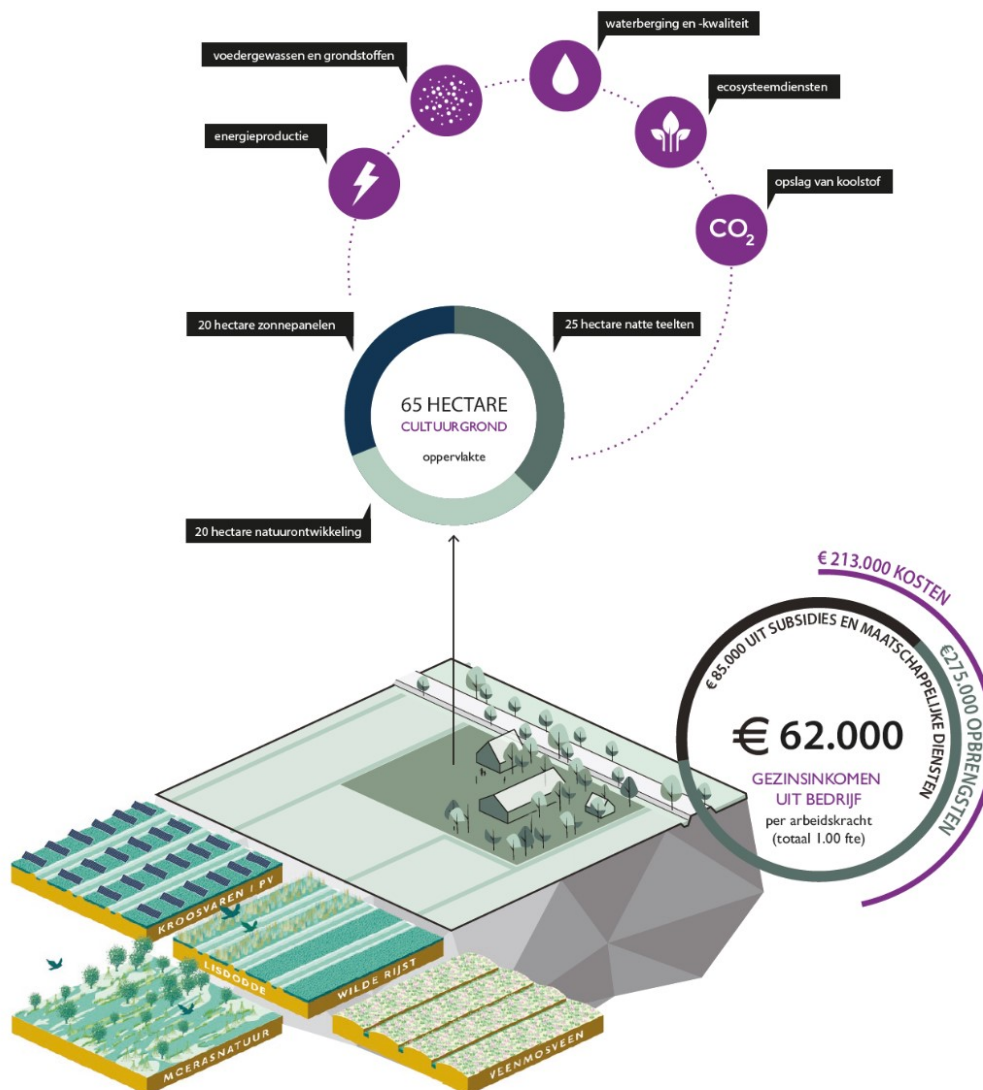 waterberging en -kwaliteit
voedergewassen en grondstoffen
ecosysteemdiensten
energieproductie
opslag van koolstof
CO₂
20 hectare zonnepanelen
25 hectare natte teelten
65 HECTARE
CULTUURGROND
oppervlakte
20 hectare natuurontwikkeling
€ 213.000 KOSTEN
€ 85.000 UIT SUBSIDIES EN MAATSCHAPPELIJKE DIENSTEN
€275.000 OPBRENGSTEN
€ 62.000
GEZINSINKOMEN
UIT BEDRIJF
per arbeidskracht
(totaal 1.00 fte)
KROOSVAREN / PV
LISDODDE
WILDE RIJST
MOERASNATUUR
VEENMOSVEEN